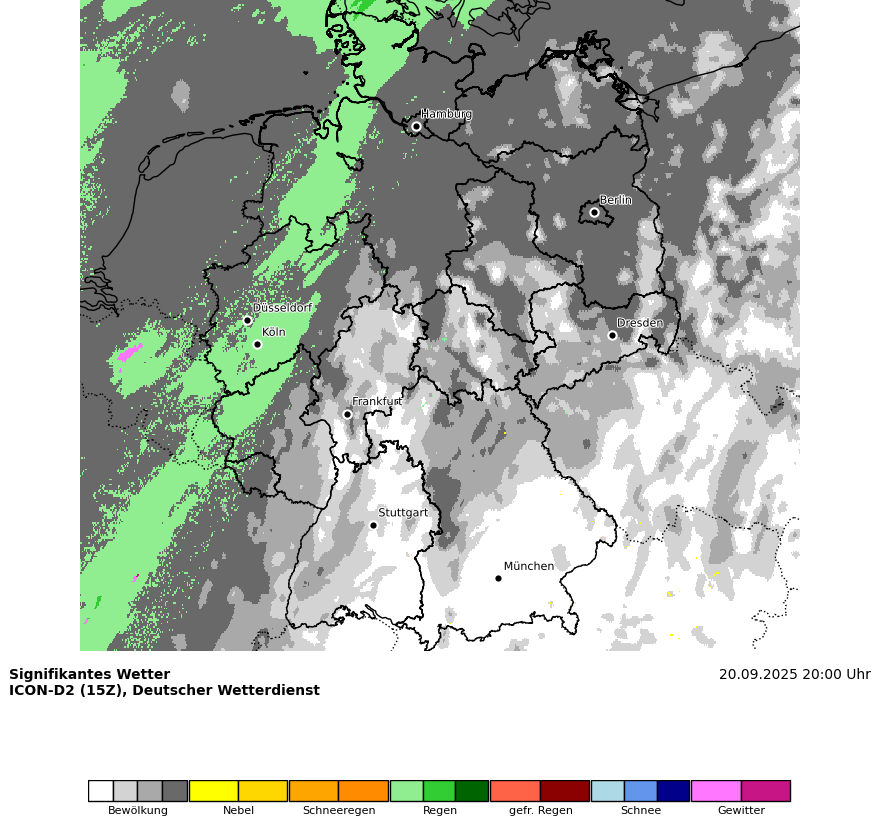 Hamburg
Berlin
Düsseldorf
Köln
Dresden
Frankfurt
Stuttgart
München
Signifikantes Wetter
20.09.2025 20:00 Uhr
ICON-D2 (15Z), Deutscher Wetterdienst
Bewölkung Nebel Schneeregen Regen gefr. Regen Schnee Gewitter